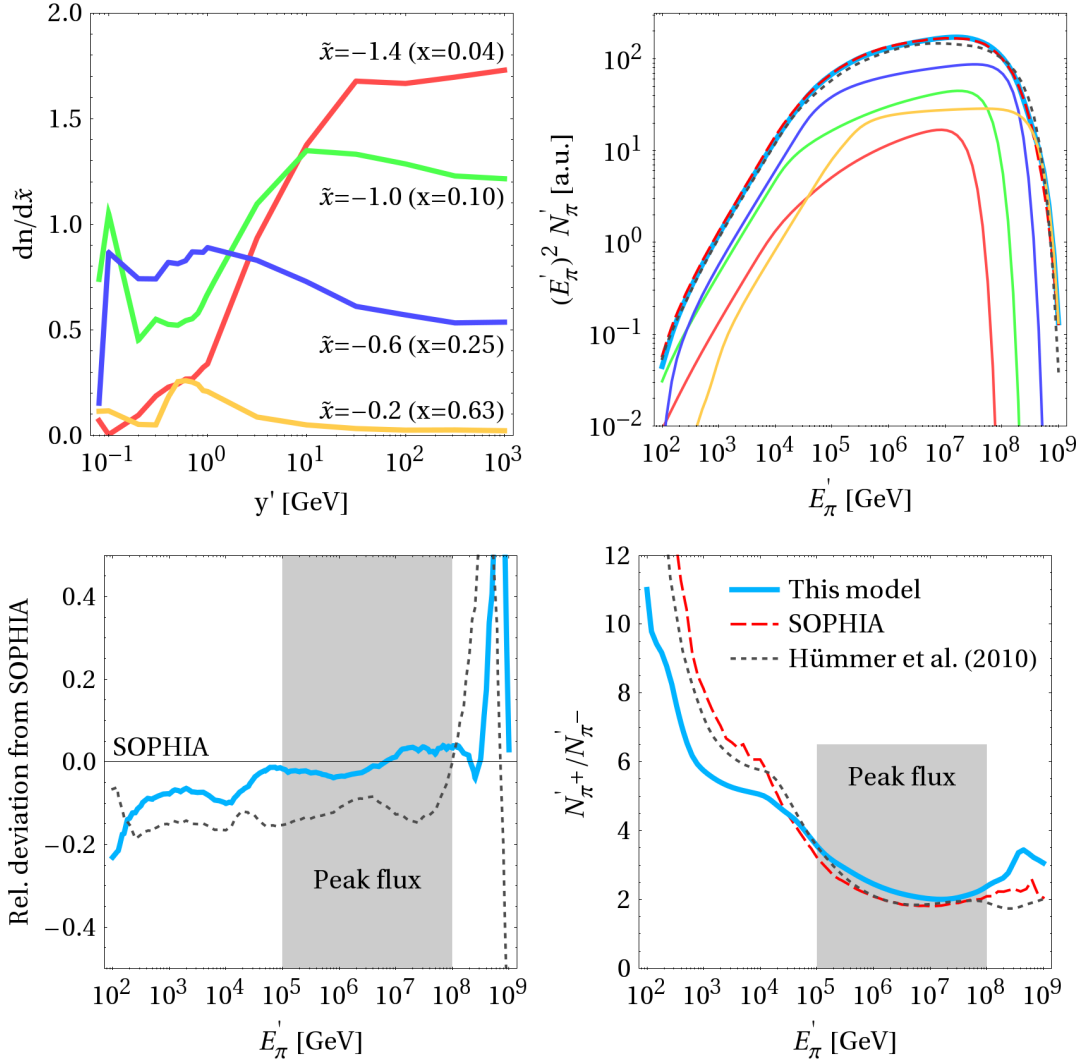 2.0
1.5
1.0
0.5
0.0
dn/dx̃
x̃=−1.4 (x=0.04)
x̃=−1.0 (x=0.10)
x̃=−0.6 (x=0.25)
x̃=−0.2 (x=0.63)
10⁻¹ 10⁰ 10¹ 10² 10³
y' [GeV]
10²
10¹
10⁰
10⁻¹
10⁻²
(E'π)² N'π [a.u.]
10² 10³ 10⁴ 10⁵ 10⁶ 10⁷ 10⁸ 10⁹
E'π [GeV]
0.4
0.2
0.0
−0.2
−0.4
Rel. deviation from SOPHIA
SOPHIA
Peak flux
10² 10³ 10⁴ 10⁵ 10⁶ 10⁷ 10⁸ 10⁹
E'π [GeV]
12
10
8
6
4
2
0
N'π⁺/N'π⁻
This model
SOPHIA
Hümmer et al. (2010)
Peak flux
10² 10³ 10⁴ 10⁵ 10⁶ 10⁷ 10⁸ 10⁹
E'π [GeV]